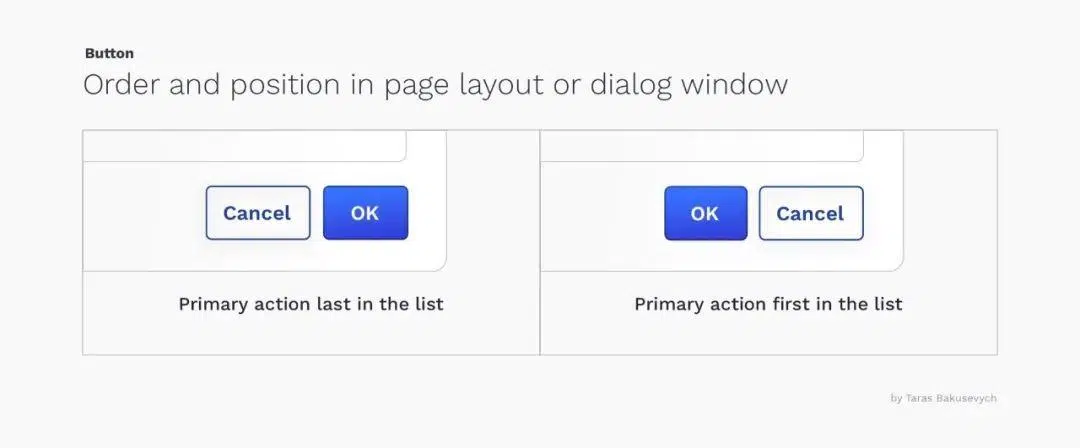 Button
Order and position in page layout or dialog window
Cancel
OK
Primary action last in the list
OK
Cancel
Primary action first in the list
by Taras Bakusevych